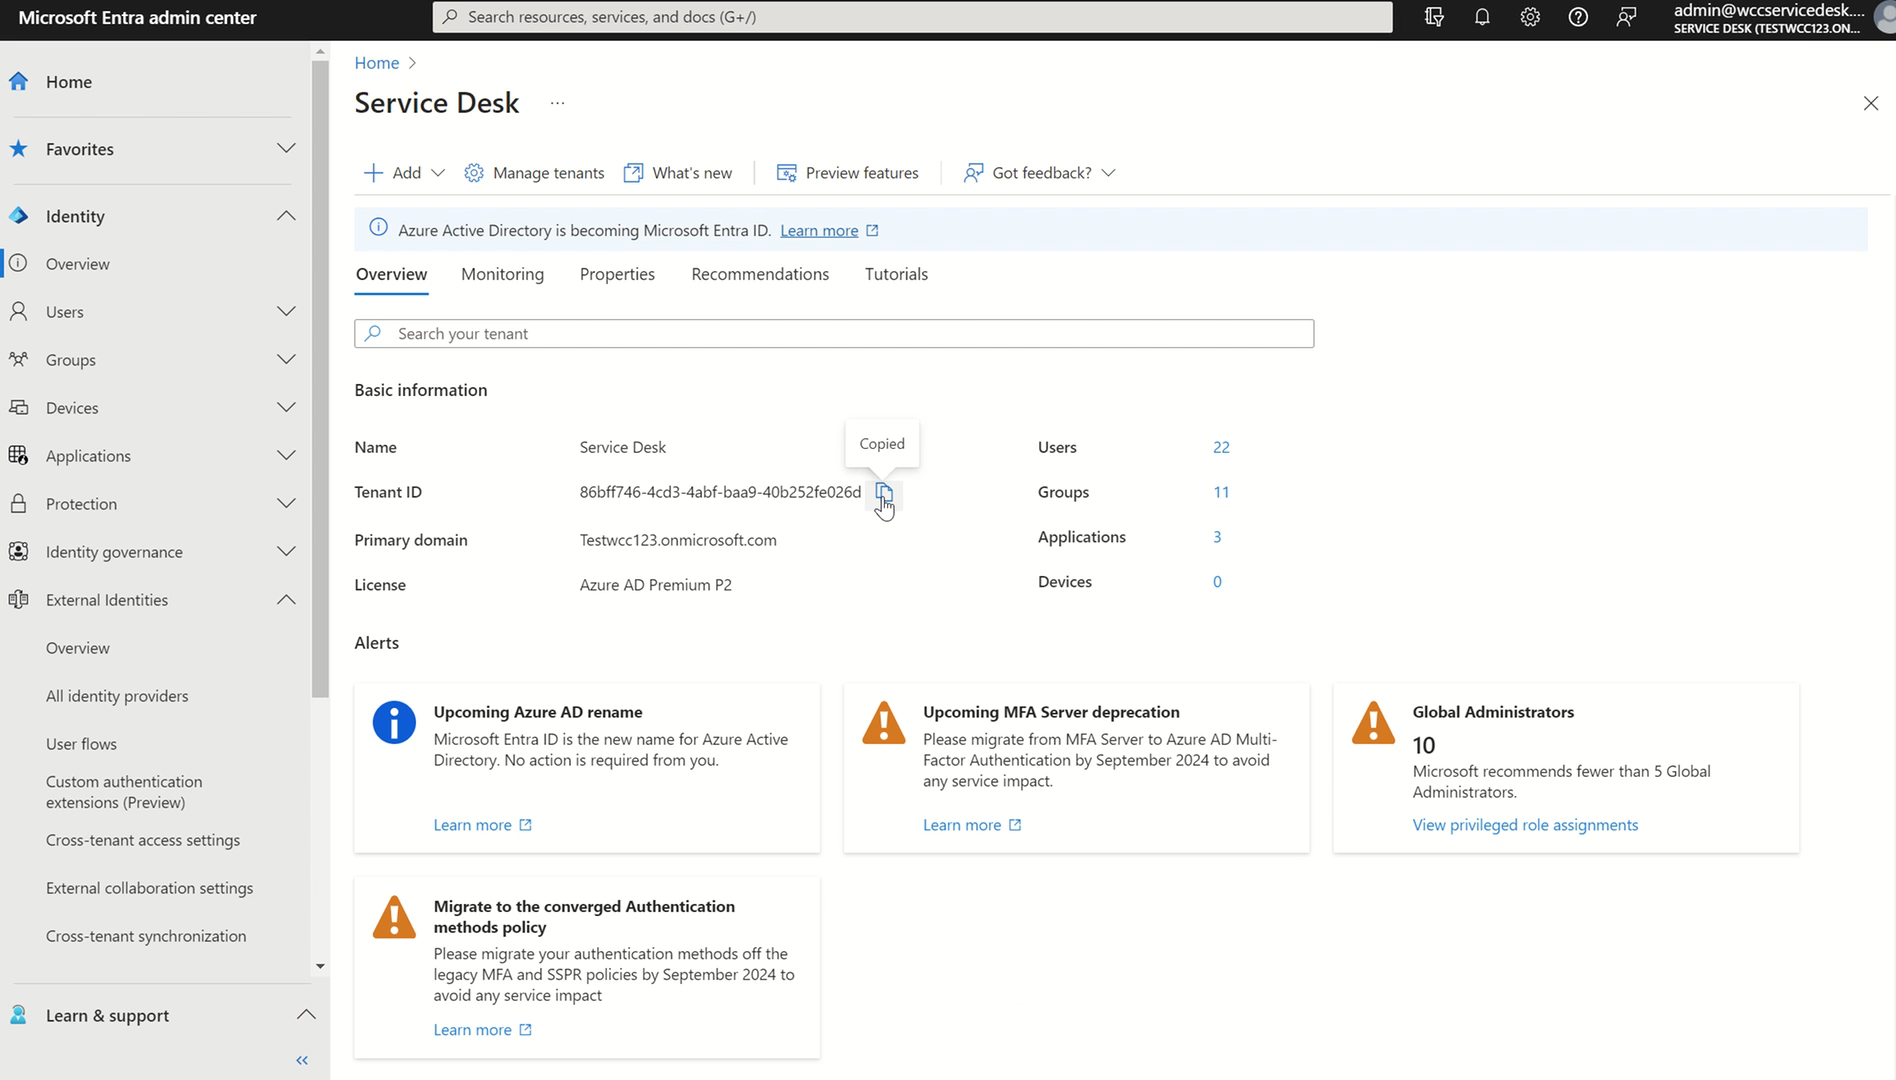 Microsoft Entra admin center
Search resources, services, and docs (G+/)
admin@wccservicedesk....
SERVICE DESK (TESTWCC123.ON...
Home
Favorites
Identity
Overview
Users
Groups
Devices
Applications
Protection
Identity governance
External Identities
Overview
All identity providers
User flows
Custom authentication
extensions (Preview)
Cross-tenant access settings
External collaboration settings
Cross-tenant synchronization
Learn & support
Home
Service Desk
Add
Manage tenants
What's new
Preview features
Got feedback?
Azure Active Directory is becoming Microsoft Entra ID. Learn more
Overview
Monitoring
Properties
Recommendations
Tutorials
Search your tenant
Basic information
Copied
Name
Service Desk
Tenant ID
86bff746-4cd3-4abf-baa9-40b252fe026d
Primary domain
Testwcc123.onmicrosoft.com
License
Azure AD Premium P2
Users
22
Groups
11
Applications
3
Devices
0
Alerts
Upcoming Azure AD rename
Microsoft Entra ID is the new name for Azure Active
Directory. No action is required from you.
Learn more
Upcoming MFA Server deprecation
Please migrate from MFA Server to Azure AD Multi-
Factor Authentication by September 2024 to avoid
any service impact.
Learn more
Global Administrators
10
Microsoft recommends fewer than 5 Global
Administrators.
View privileged role assignments
Migrate to the converged Authentication
methods policy
Please migrate your authentication methods off the
legacy MFA and SSPR policies by September 2024 to
avoid any service impact
Learn more